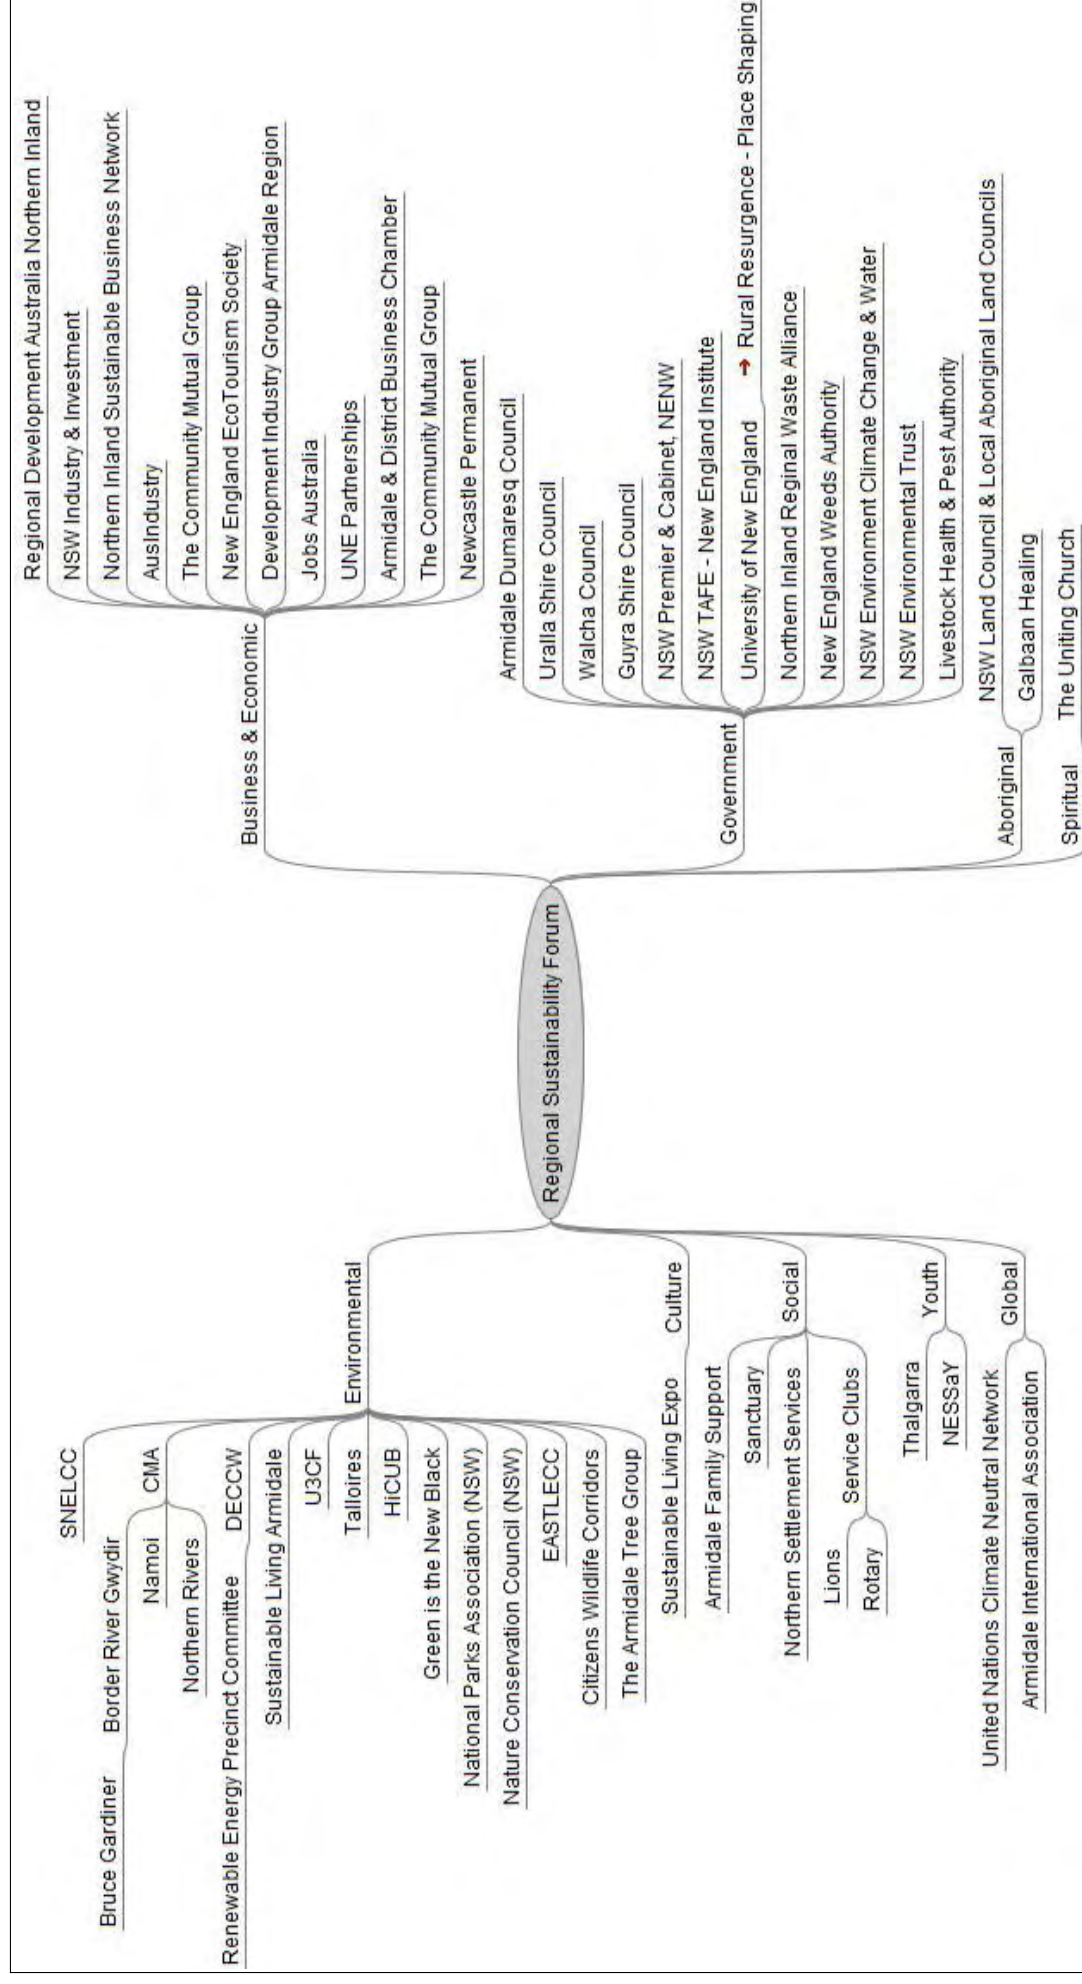 Regional Sustainability Forum
Environmental
SNELCC
CMA
Border River Gwydir
Bruce Gardiner
Namoi
Northern Rivers
DECCW
Renewable Energy Precinct Committee
Sustainable Living Armidale
U3CF
Talloires
HiCUB
Green is the New Black
National Parks Association (NSW)
Nature Conservation Council (NSW)
EASTLECC
Citizens Wildlife Corridors
The Armidale Tree Group
Culture
Sustainable Living Expo
Social
Armidale Family Support
Sanctuary
Northern Settlement Services
Service Clubs
Lions
Rotary
Youth
Thalgarra
NESSaY
Global
United Nations Climate Neutral Network
Armidale International Association
Business & Economic
Regional Development Australia Northern Inland
NSW Industry & Investment
Northern Inland Sustainable Business Network
AusIndustry
The Community Mutual Group
New England EcoTourism Society
Development Industry Group Armidale Region
Jobs Australia
UNE Partnerships
Armidale & District Business Chamber
The Community Mutual Group
Newcastle Permanent
Government
Armidale Dumaresq Council
Uralla Shire Council
Walcha Council
Guyra Shire Council
NSW Premier & Cabinet, NENW
NSW TAFE - New England Institute
University of New England
➔ Rural Resurgence - Place Shaping
Northern Inland Reginal Waste Alliance
New England Weeds Authority
NSW Environment Climate Change & Water
NSW Environmental Trust
Livestock Health & Pest Authority
Aboriginal
NSW Land Council & Local Aboriginal Land Councils
Galbaan Healing
Spiritual
The Uniting Church